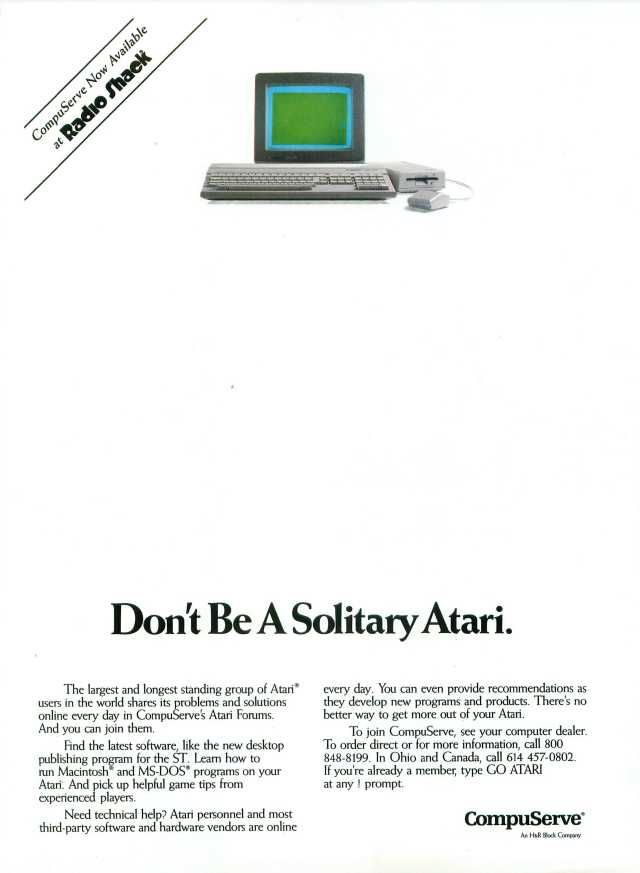 CompuServe Now Available
at Radio Shack
Don't Be A Solitary Atari.
The largest and longest standing group of Atari®
users in the world shares its problems and solutions
online every day in CompuServe's Atari Forums.
And you can join them.
Find the latest software, like the new desktop
publishing program for the ST. Learn how to
run Macintosh® and MS-DOS® programs on your
Atari. And pick up helpful game tips from
experienced players.
Need technical help? Atari personnel and most
third-party software and hardware vendors are online
every day. You can even provide recommendations as
they develop new programs and products. There's no
better way to get more out of your Atari.
To join CompuServe, see your computer dealer.
To order direct or for more information, call 800
848-8199. In Ohio and Canada, call 614 457-0802.
If you're already a member, type GO ATARI
at any ! prompt.
CompuServe®
An H&R Block Company